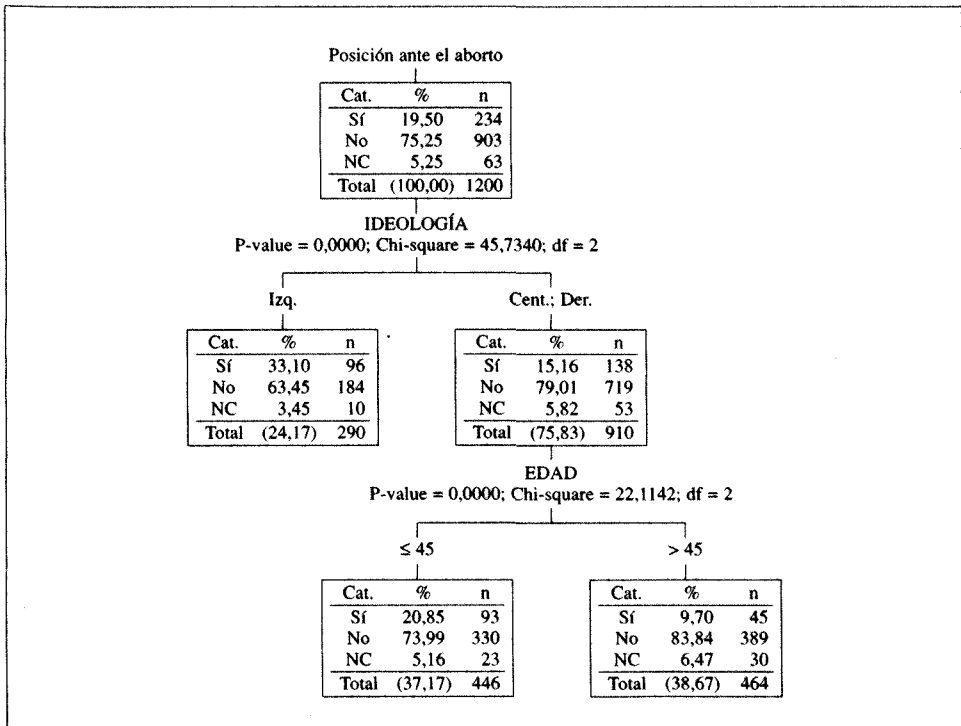 Posición ante el aborto
Cat. % n
Sí 19,50 234
No 75,25 903
NC 5,25 63
Total (100,00) 1200
IDEOLOGÍA
P-value = 0,0000; Chi-square = 45,7340; df = 2
Izq.
Cat. % n
Sí 33,10 96
No 63,45 184
NC 3,45 10
Total (24,17) 290
Cent.; Der.
Cat. % n
Sí 15,16 138
No 79,01 719
NC 5,82 53
Total (75,83) 910
EDAD
P-value = 0,0000; Chi-square = 22,1142; df = 2
≤ 45
Cat. % n
Sí 20,85 93
No 73,99 330
NC 5,16 23
Total (37,17) 446
> 45
Cat. % n
Sí 9,70 45
No 83,84 389
NC 6,47 30
Total (38,67) 464